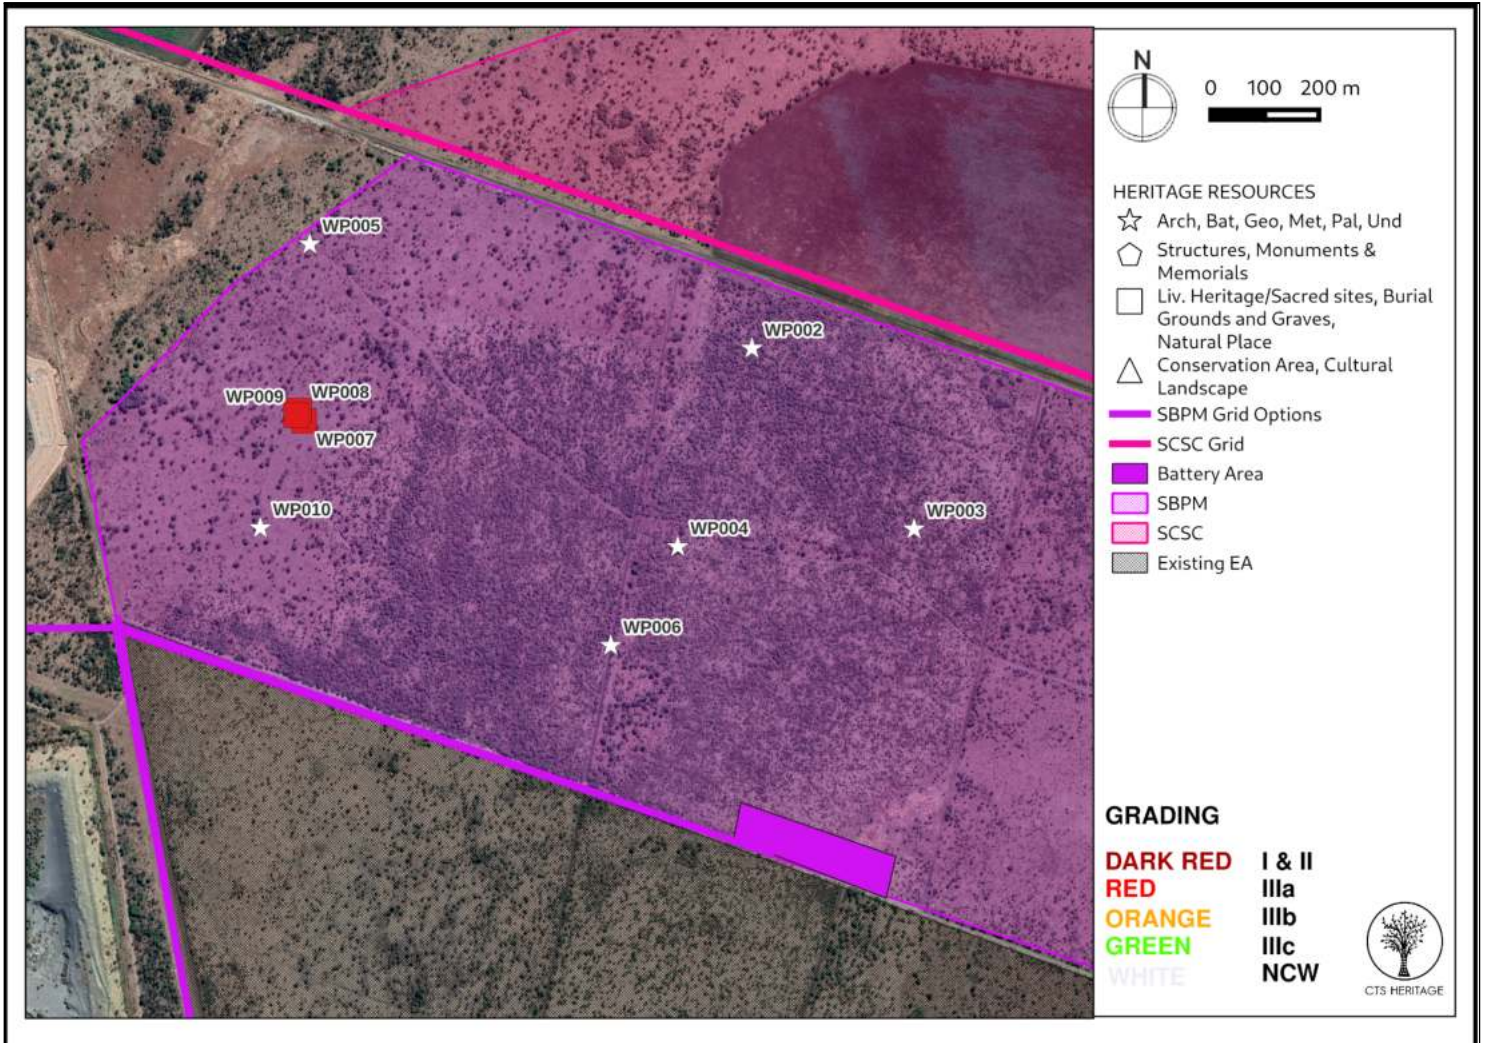 WP005
WP002
WP009
WP008
WP007
WP010
WP003
WP004
WP006
N
0 100 200 m
HERITAGE RESOURCES
Arch, Bat, Geo, Met, Pal, Und
Structures, Monuments &
Memorials
Liv. Heritage/Sacred sites, Burial
Grounds and Graves,
Natural Place
Conservation Area, Cultural
Landscape
SBPM Grid Options
SCSC Grid
Battery Area
SBPM
SCSC
Existing EA
GRADING
DARK RED I & II
RED IIIa
ORANGE IIIb
GREEN IIIc
WHITE NCW
CTS HERITAGE